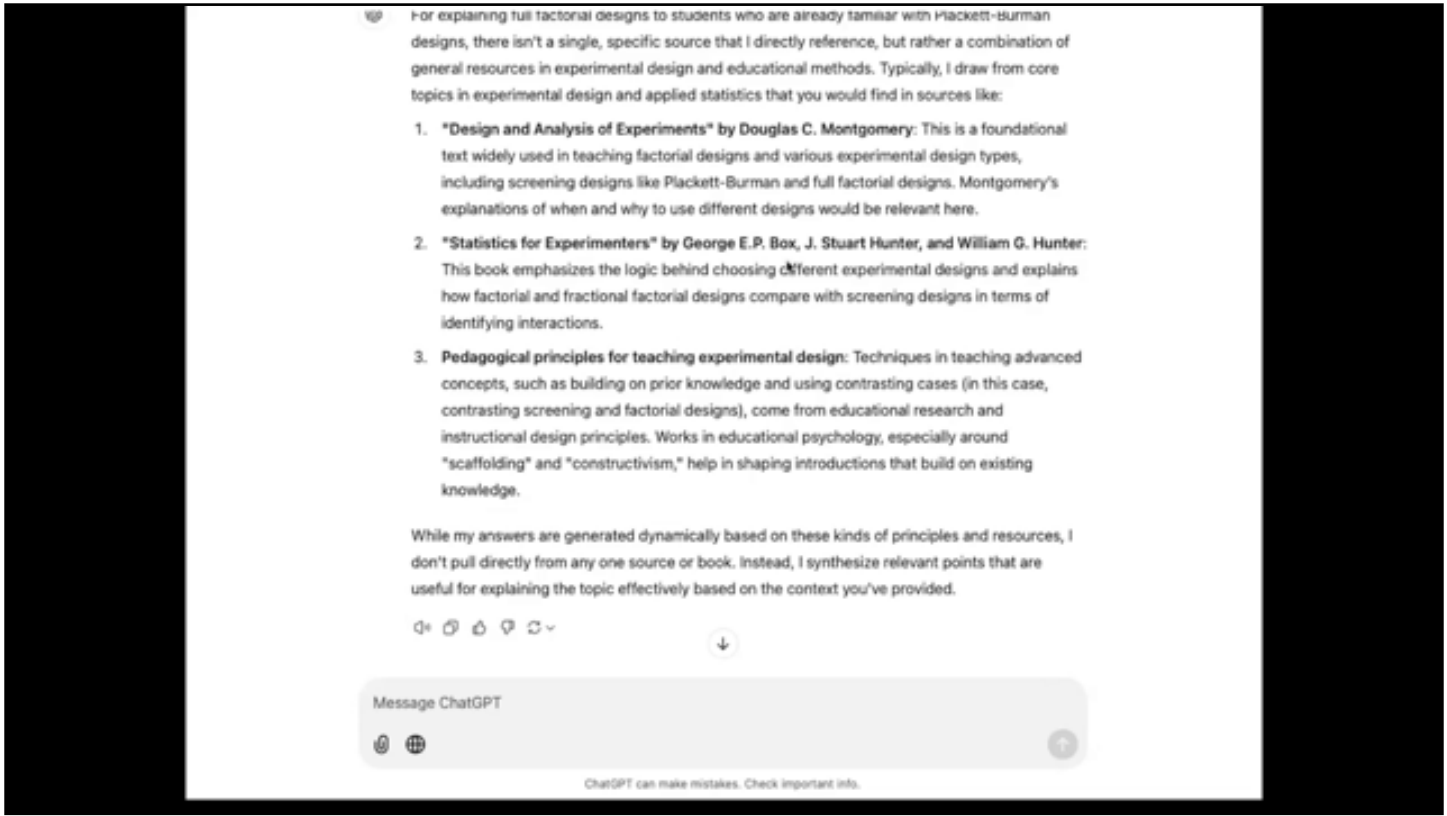 For explaining full factorial designs to students who are already familiar with Plackett-Burman
designs, there isn't a single, specific source that I directly reference, but rather a combination of
general resources in experimental design and educational methods. Typically, I draw from core
topics in experimental design and applied statistics that you would find in sources like:
1. "Design and Analysis of Experiments" by Douglas C. Montgomery: This is a foundational
text widely used in teaching factorial designs and various experimental design types,
including screening designs like Plackett-Burman and full factorial designs. Montgomery's
explanations of when and why to use different designs would be relevant here.
2. "Statistics for Experimenters" by George E.P. Box, J. Stuart Hunter, and William G. Hunter:
This book emphasizes the logic behind choosing different experimental designs and explains
how factorial and fractional factorial designs compare with screening designs in terms of
identifying interactions.
3. Pedagogical principles for teaching experimental design: Techniques in teaching advanced
concepts, such as building on prior knowledge and using contrasting cases (in this case,
contrasting screening and factorial designs), come from educational research and
instructional design principles. Works in educational psychology, especially around
"scaffolding" and "constructivism," help in shaping introductions that build on existing
knowledge.
While my answers are generated dynamically based on these kinds of principles and resources, I
don't pull directly from any one source or book. Instead, I synthesize relevant points that are
useful for explaining the topic effectively based on the context you've provided.
Message ChatGPT
ChatGPT can make mistakes. Check important info.